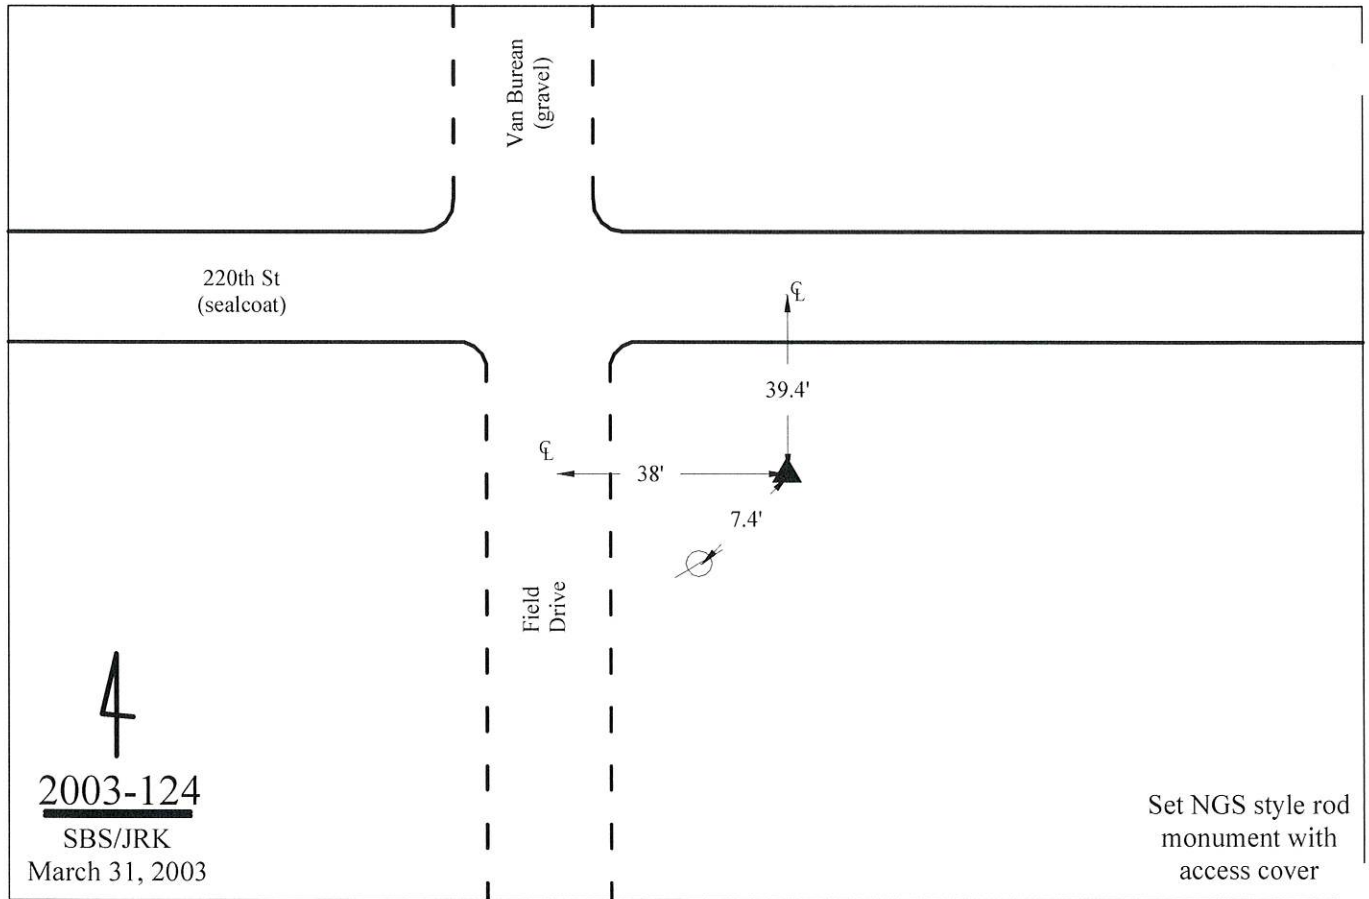 Van Burean
(gravel)
220th St
(sealcoat)
℄
39.4'
℄
38'
7.4'
Field
Drive
2003-124
SBS/JRK
March 31, 2003
Set NGS style rod
monument with
access cover